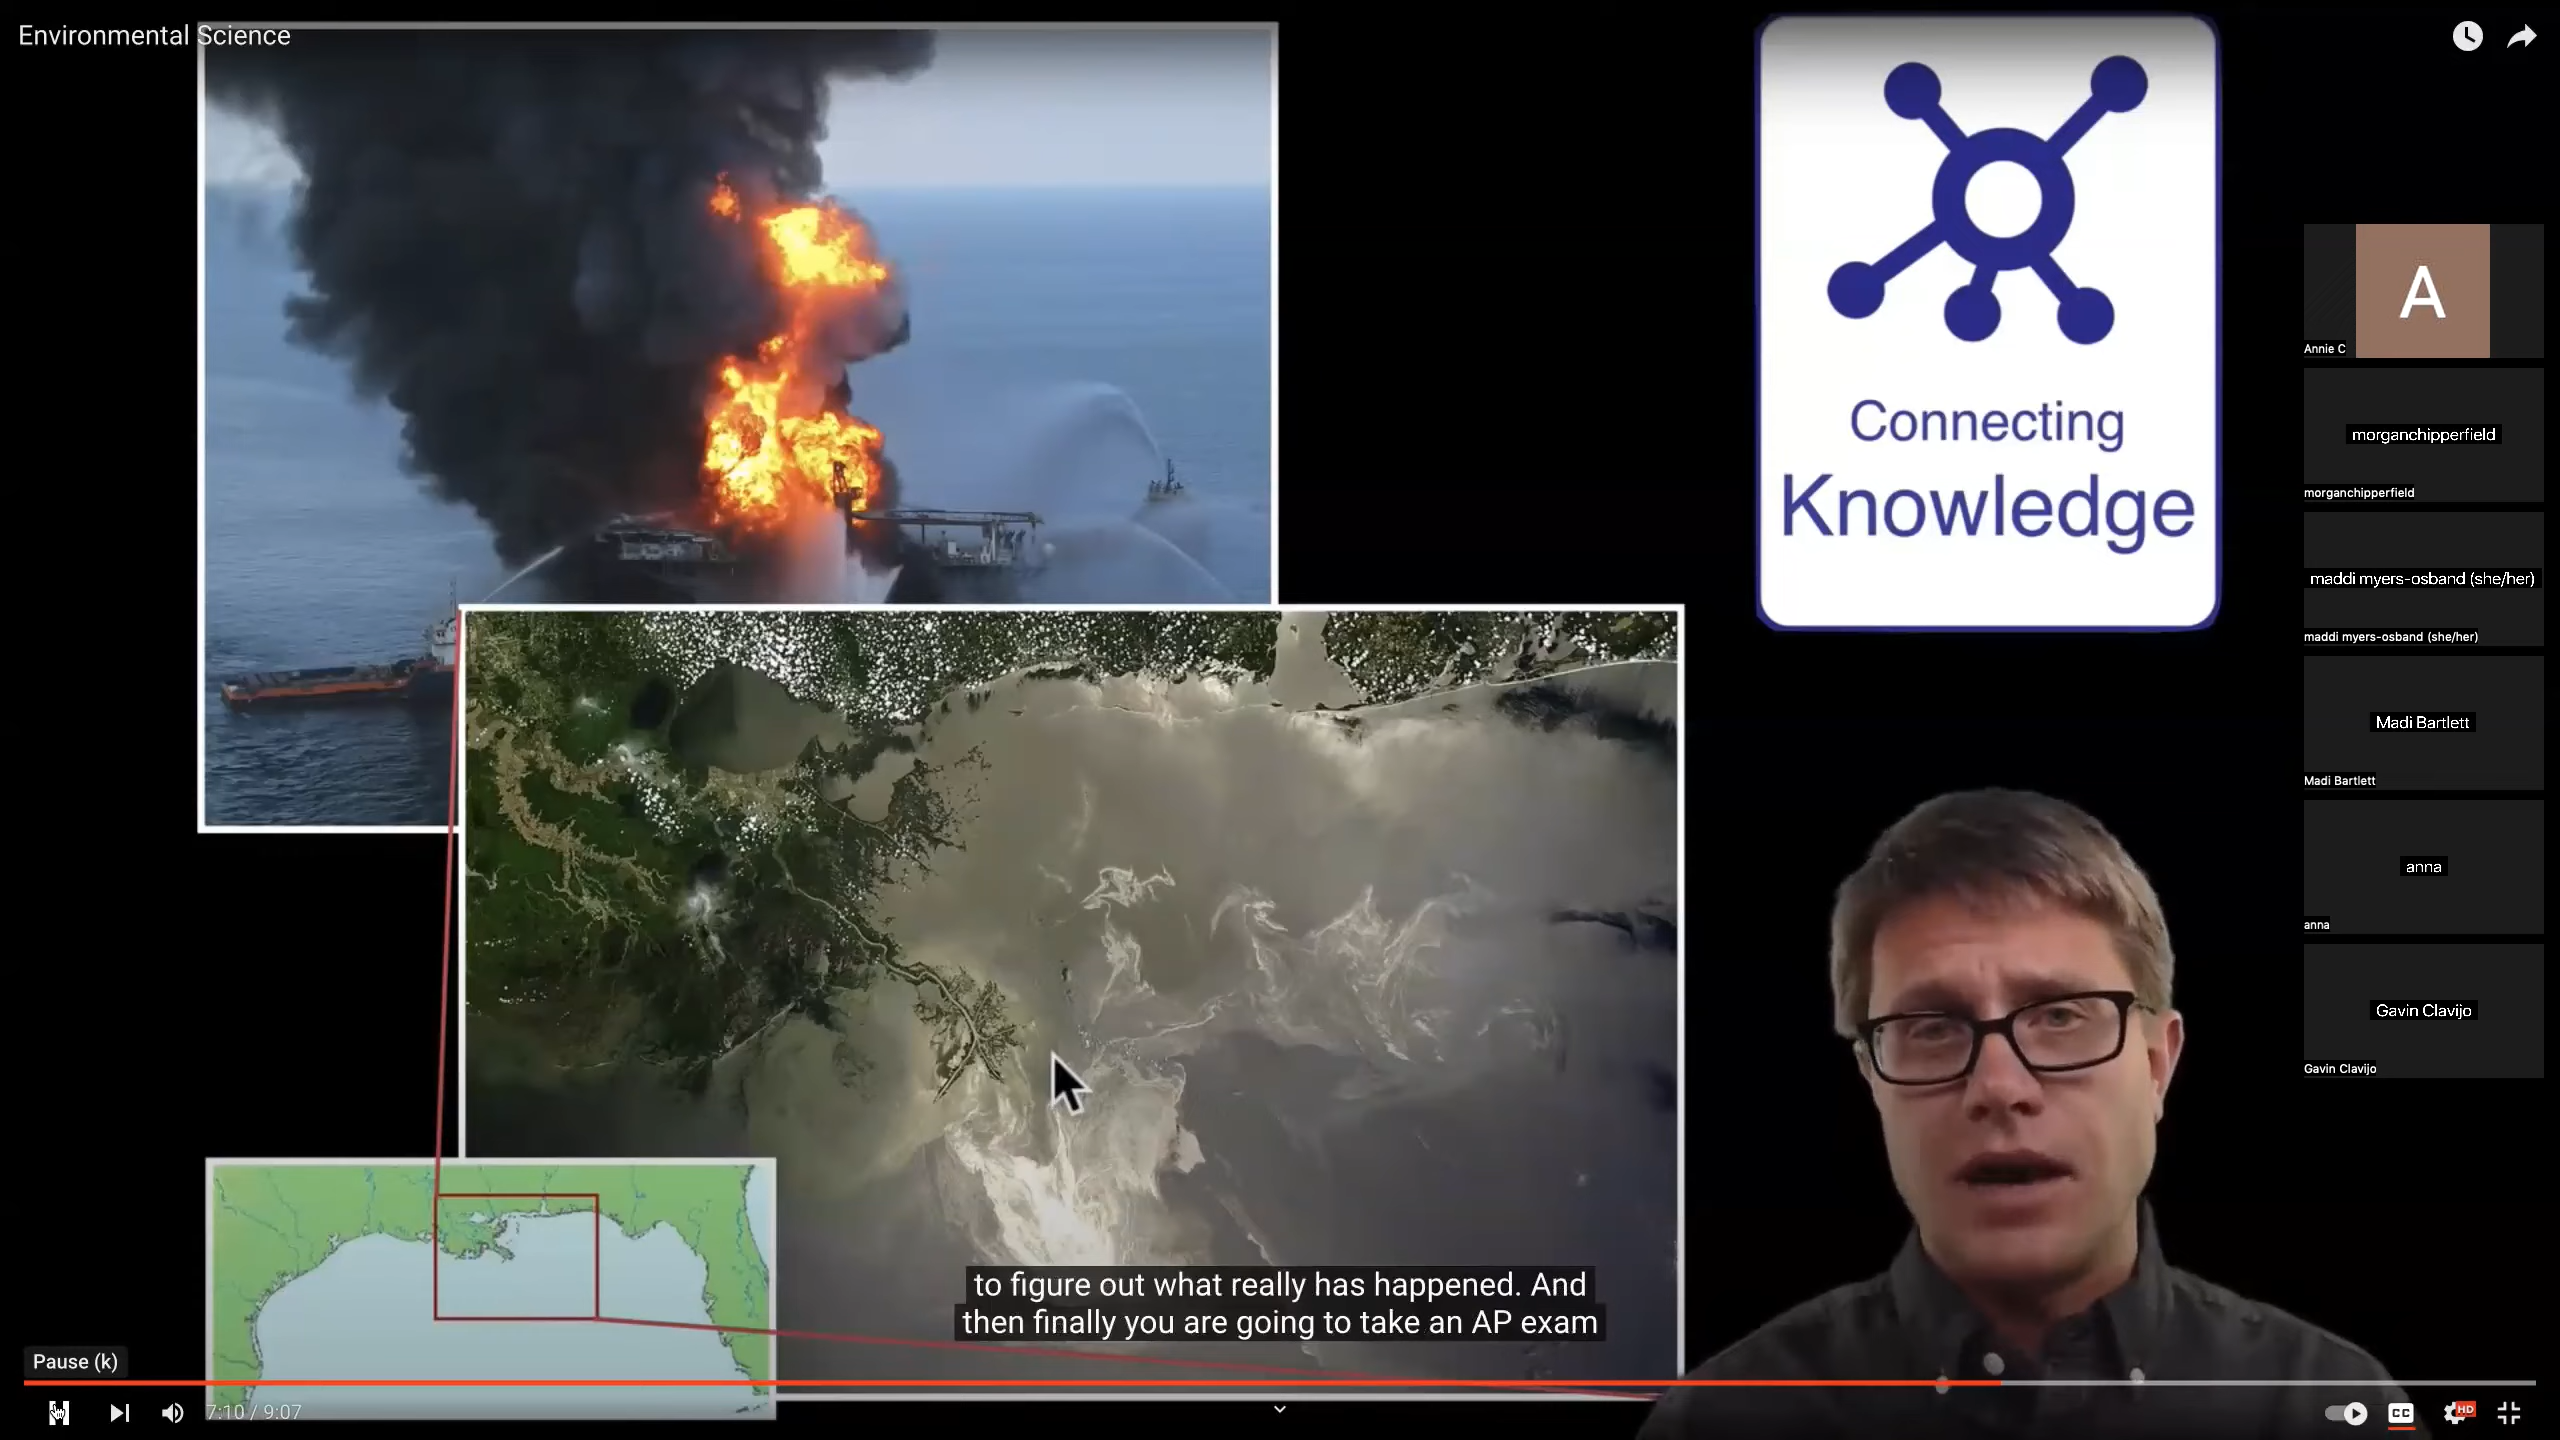 Environmental Science
Connecting
Knowledge
A
Annie C
morganchipperfield
morganchipperfield
maddi myers-osband (she/her)
maddi myers-osband (she/her)
Madi Bartlett
Madi Bartlett
anna
anna
Gavin Clavijo
Gavin Clavijo
to figure out what really has happened. And
then finally you are going to take an AP exam
Pause (k)
7:10 / 9:07
CC
HD